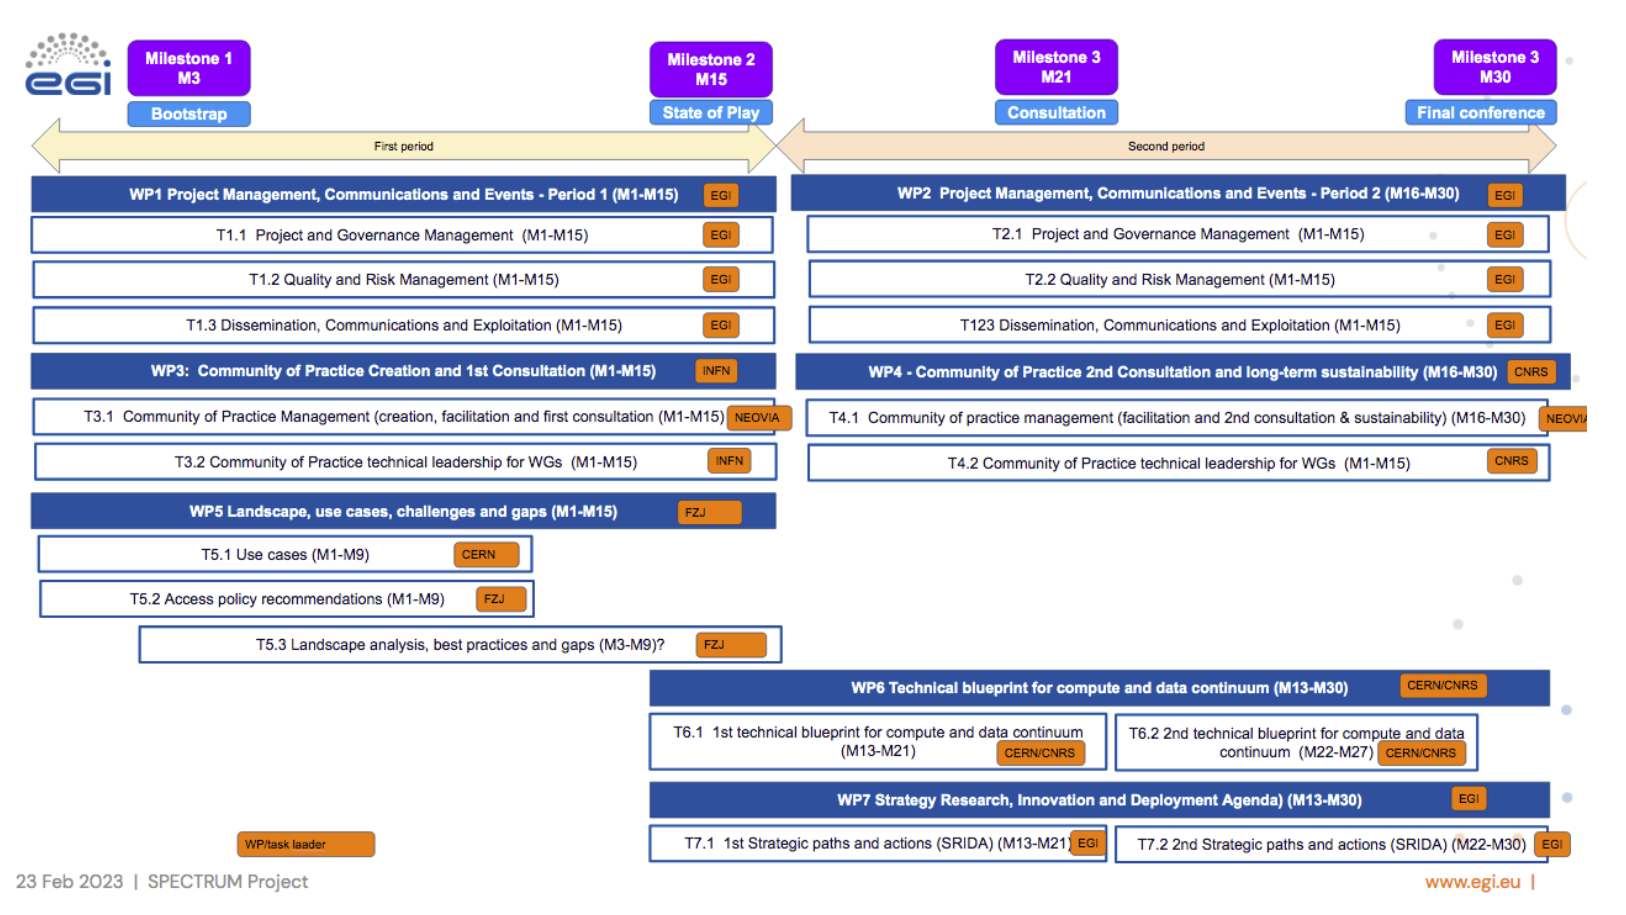 egi
Milestone 1
M3
Milestone 2
M15
Milestone 3
M21
Milestone 3
M30
Bootstrap
State of Play
Consultation
Final conference
First period
Second period
WP1 Project Management, Communications and Events - Period 1 (M1-M15) EGI
WP2 Project Management, Communications and Events - Period 2 (M16-M30) EGI
T1.1 Project and Governance Management (M1-M15) EGI
T2.1 Project and Governance Management (M1-M15) EGI
T1.2 Quality and Risk Management (M1-M15) EGI
T2.2 Quality and Risk Management (M1-M15) EGI
T1.3 Dissemination, Communications and Exploitation (M1-M15) EGI
T123 Dissemination, Communications and Exploitation (M1-M15) EGI
WP3: Community of Practice Creation and 1st Consultation (M1-M15) INFN
WP4 - Community of Practice 2nd Consultation and long-term sustainability (M16-M30) CNRS
T3.1 Community of Practice Management (creation, facilitation and first consultation (M1-M15) NEOVIA
T4.1 Community of practice management (facilitation and 2nd consultation & sustainability) (M16-M30) NEOVIA
T3.2 Community of Practice technical leadership for WGs (M1-M15) INFN
T4.2 Community of Practice technical leadership for WGs (M1-M15) CNRS
WP5 Landscape, use cases, challenges and gaps (M1-M15) FZJ
T5.1 Use cases (M1-M9) CERN
T5.2 Access policy recommendations (M1-M9) FZJ
T5.3 Landscape analysis, best practices and gaps (M3-M9)? FZJ
WP6 Technical blueprint for compute and data continuum (M13-M30) CERN/CNRS
T6.1 1st technical blueprint for compute and data continuum
(M13-M21) CERN/CNRS
T6.2 2nd technical blueprint for compute and data
continuum (M22-M27) CERN/CNRS
WP7 Strategy Research, Innovation and Deployment Agenda) (M13-M30) EGI
T7.1 1st Strategic paths and actions (SRIDA) (M13-M21) EGI
T7.2 2nd Strategic paths and actions (SRIDA) (M22-M30) EGI
WP/task laader
23 Feb 2023 | SPECTRUM Project
www.egi.eu |